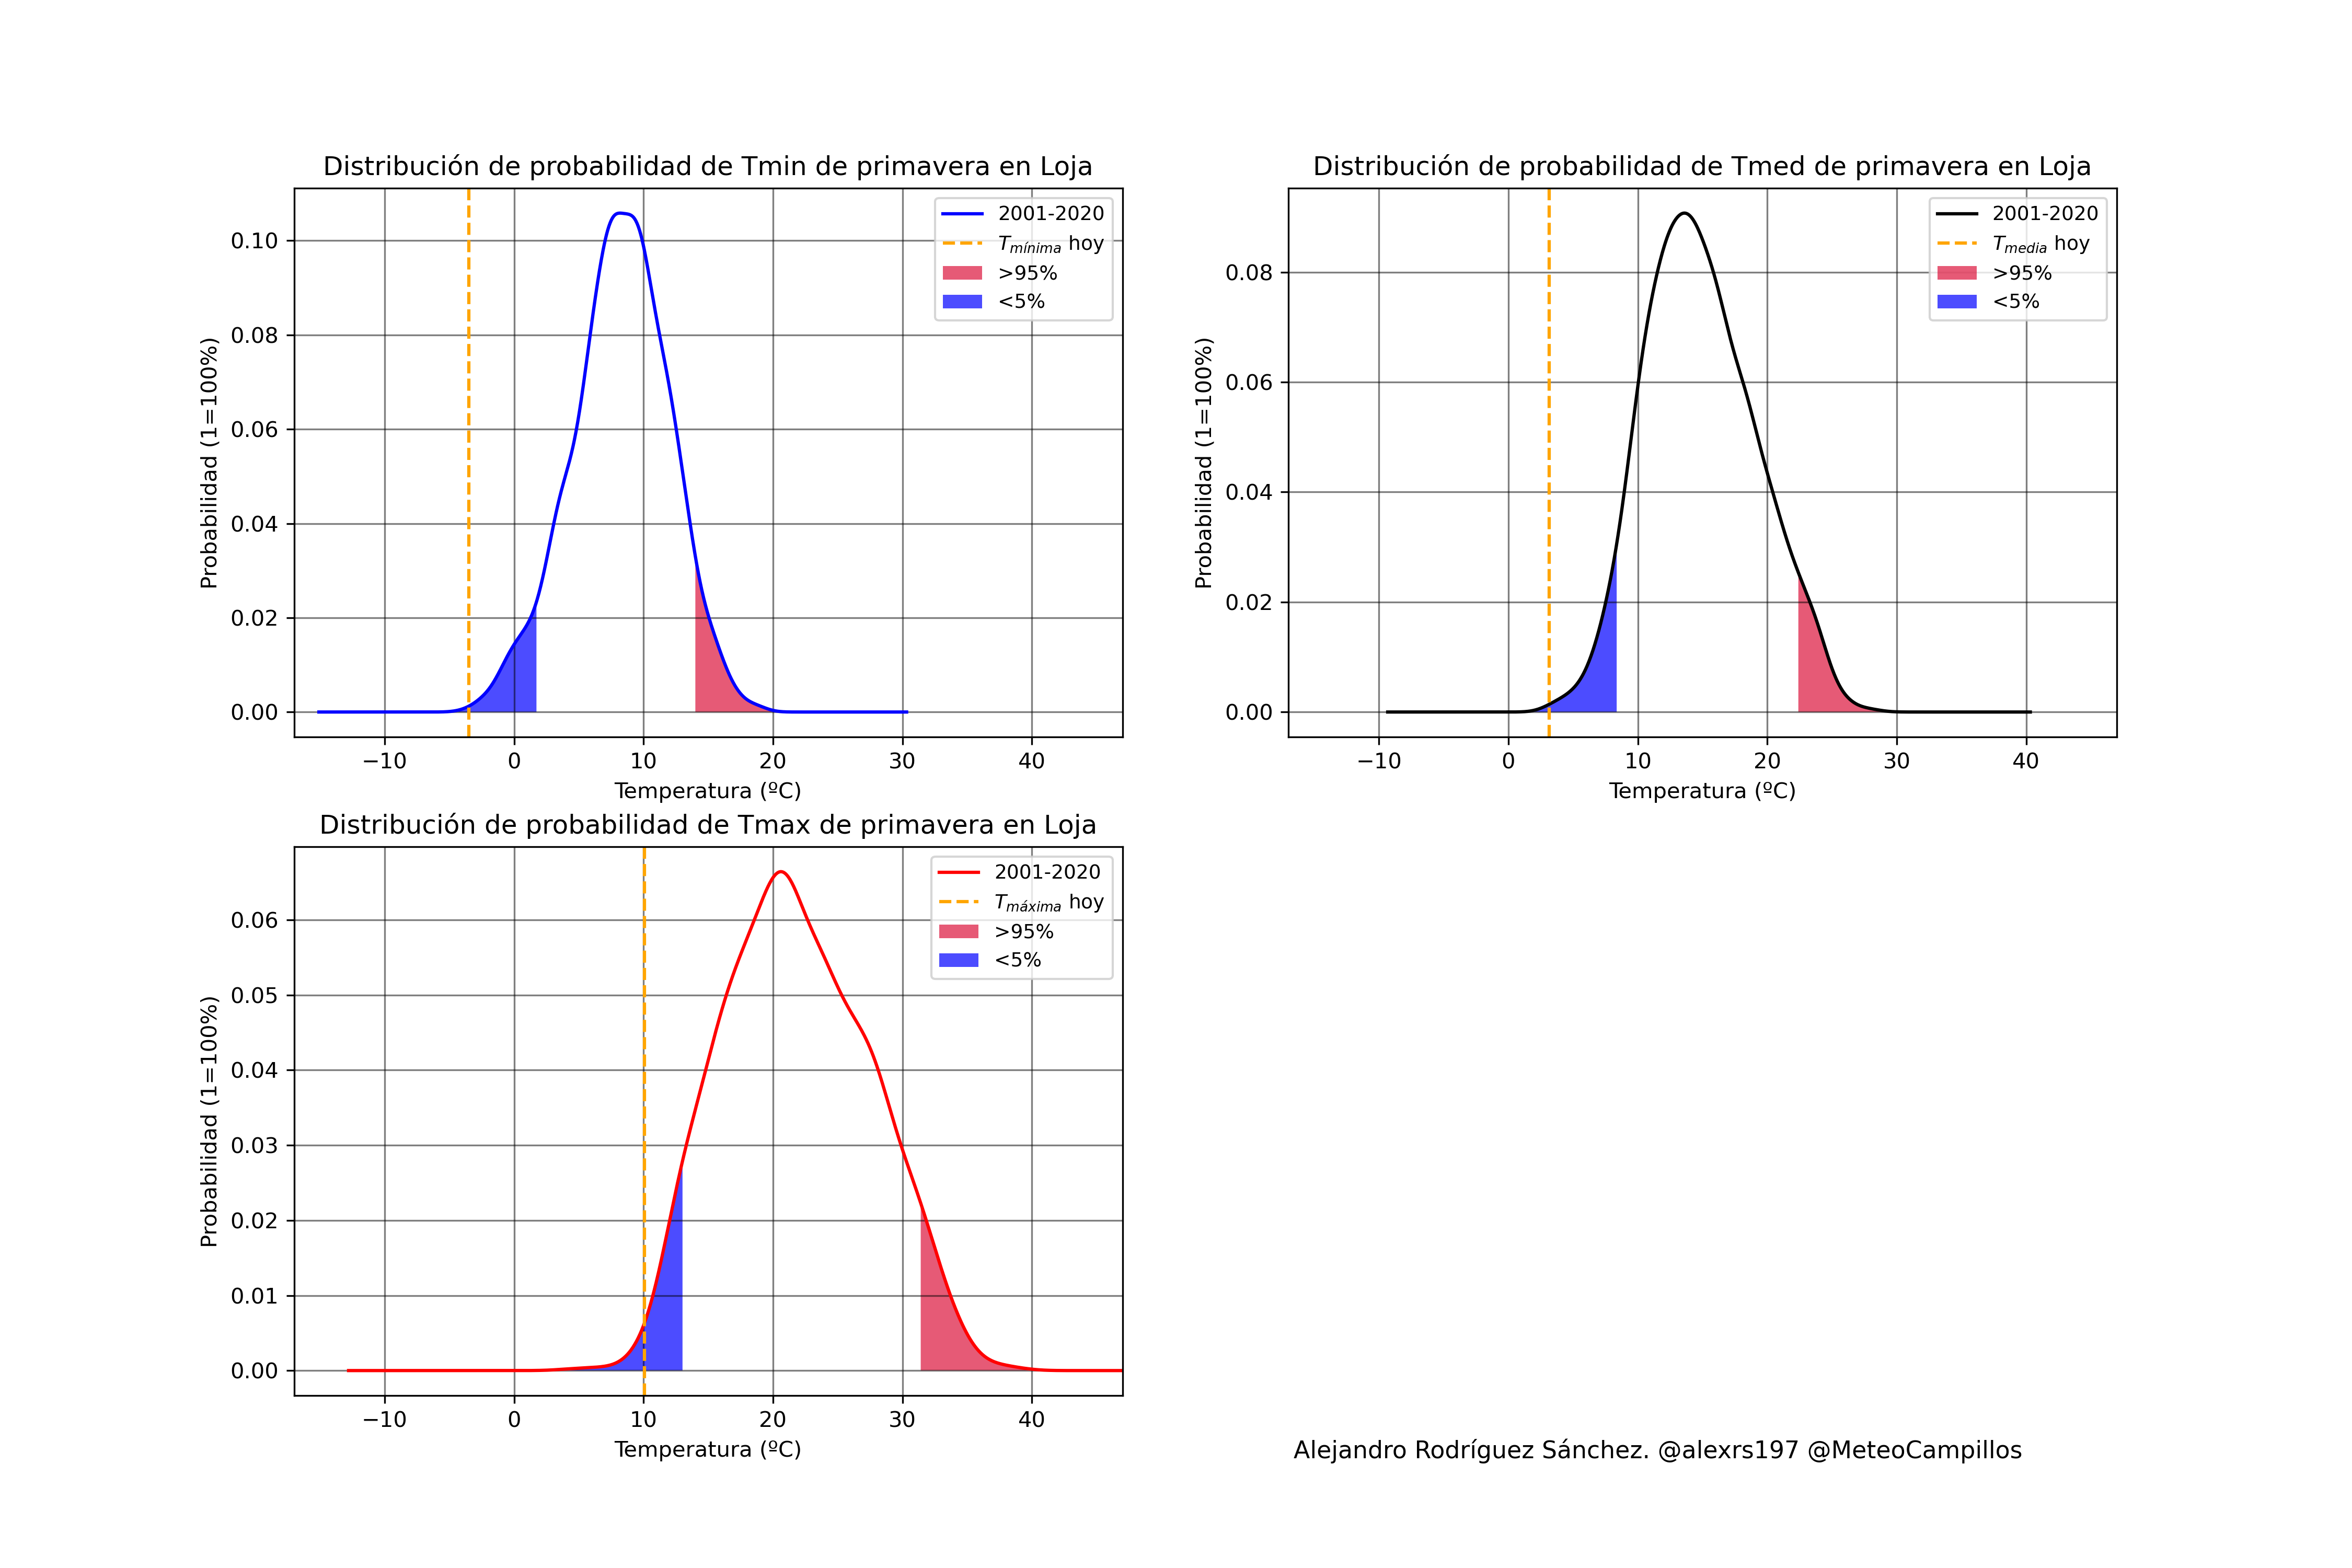 Distribución de probabilidad de Tmin de primavera en Loja
Probabilidad (1=100%)
0.10
0.08
0.06
0.04
0.02
0.00
−10 0 10 20 30 40
Temperatura (ºC)
2001-2020
Tmínima hoy
>95%
<5%
Distribución de probabilidad de Tmed de primavera en Loja
Probabilidad (1=100%)
0.08
0.06
0.04
0.02
0.00
−10 0 10 20 30 40
Temperatura (ºC)
2001-2020
Tmedia hoy
>95%
<5%
Distribución de probabilidad de Tmax de primavera en Loja
Probabilidad (1=100%)
0.06
0.05
0.04
0.03
0.02
0.01
0.00
−10 0 10 20 30 40
Temperatura (ºC)
2001-2020
Tmáxima hoy
>95%
<5%
Alejandro Rodríguez Sánchez. @alexrs197 @MeteoCampillos